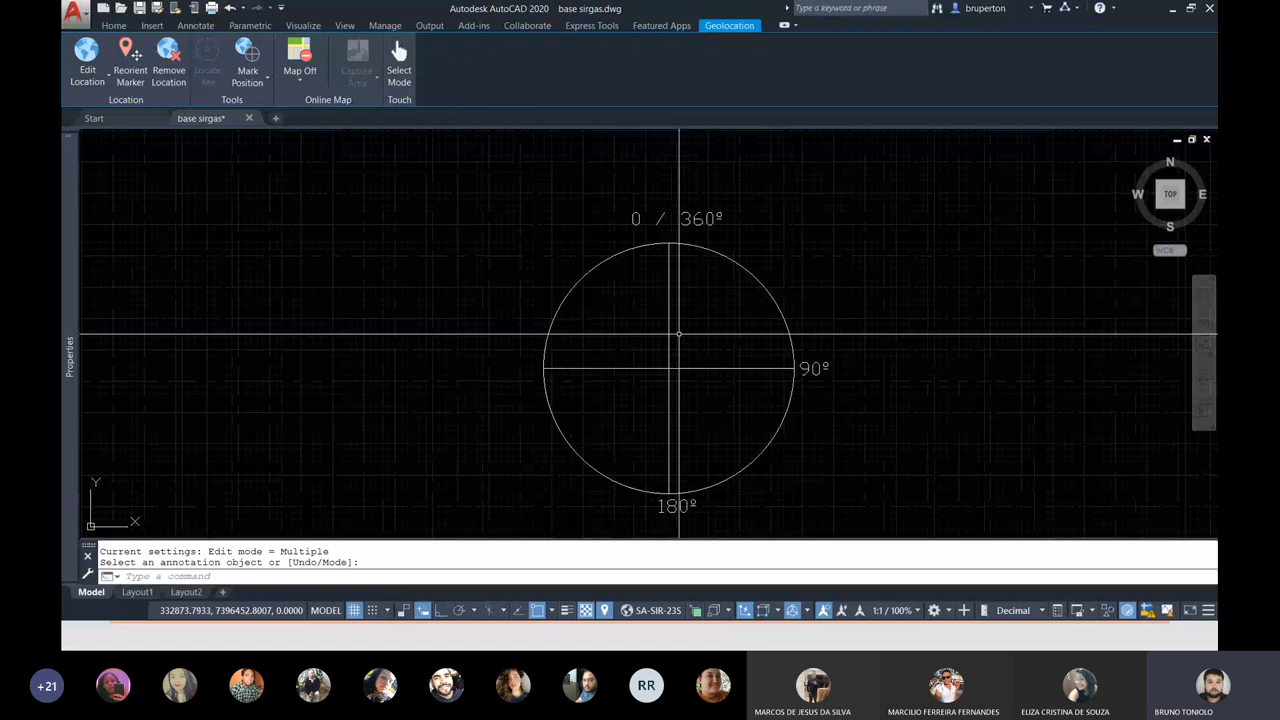 Autodesk AutoCAD 2020 base sirgas.dwg
Type a keyword or phrase
bruperton
Home Insert Annotate Parametric View Manage Output Add-ins Collaborate Express Tools Featured Apps Geolocation
Visualize
Edit Location
Reorient Marker
Remove Location
Locate Me
Mark Position
Map Off
Capture Area
Select Mode
Location Tools Online Map Touch
Start base sirgas*
N
W TOP E
S
WCS
0 / 360º
90º
180º
Properties
Y
X
Current settings: Edit mode = Multiple
Select an annotation object or [Undo/Mode]:
Type a command
Model Layout1 Layout2
332873.7933, 7396452.8007, 0.0000 MODEL SA-SIR-23S 1:1 / 100% Decimal
+21
RR
MARCOS DE JESUS DA SILVA
MARCILIO FERREIRA FERNANDES
ELIZA CRISTINA DE SOUZA
BRUNO TONIOLO